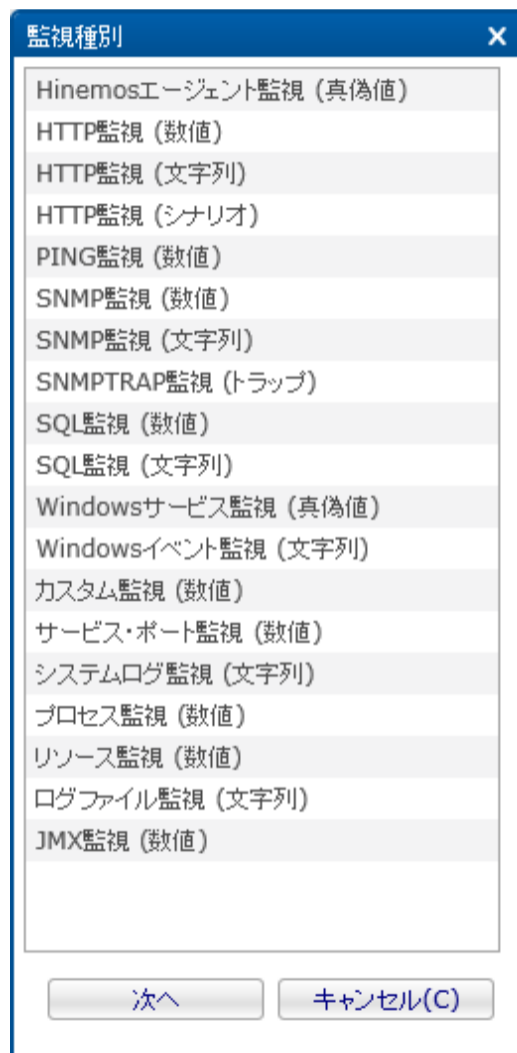 監視種別
Hinemosエージェント監視 (真偽値)
HTTP監視 (数値)
HTTP監視 (文字列)
HTTP監視 (シナリオ)
PING監視 (数値)
SNMP監視 (数値)
SNMP監視 (文字列)
SNMPTRAP監視 (トラップ)
SQL監視 (数値)
SQL監視 (文字列)
Windowsサービス監視 (真偽値)
Windowsイベント監視 (文字列)
カスタム監視 (数値)
サービス・ポート監視 (数値)
システムログ監視 (文字列)
プロセス監視 (数値)
リソース監視 (数値)
ログファイル監視 (文字列)
JMX監視 (数値)
次へ
キャンセル(C)